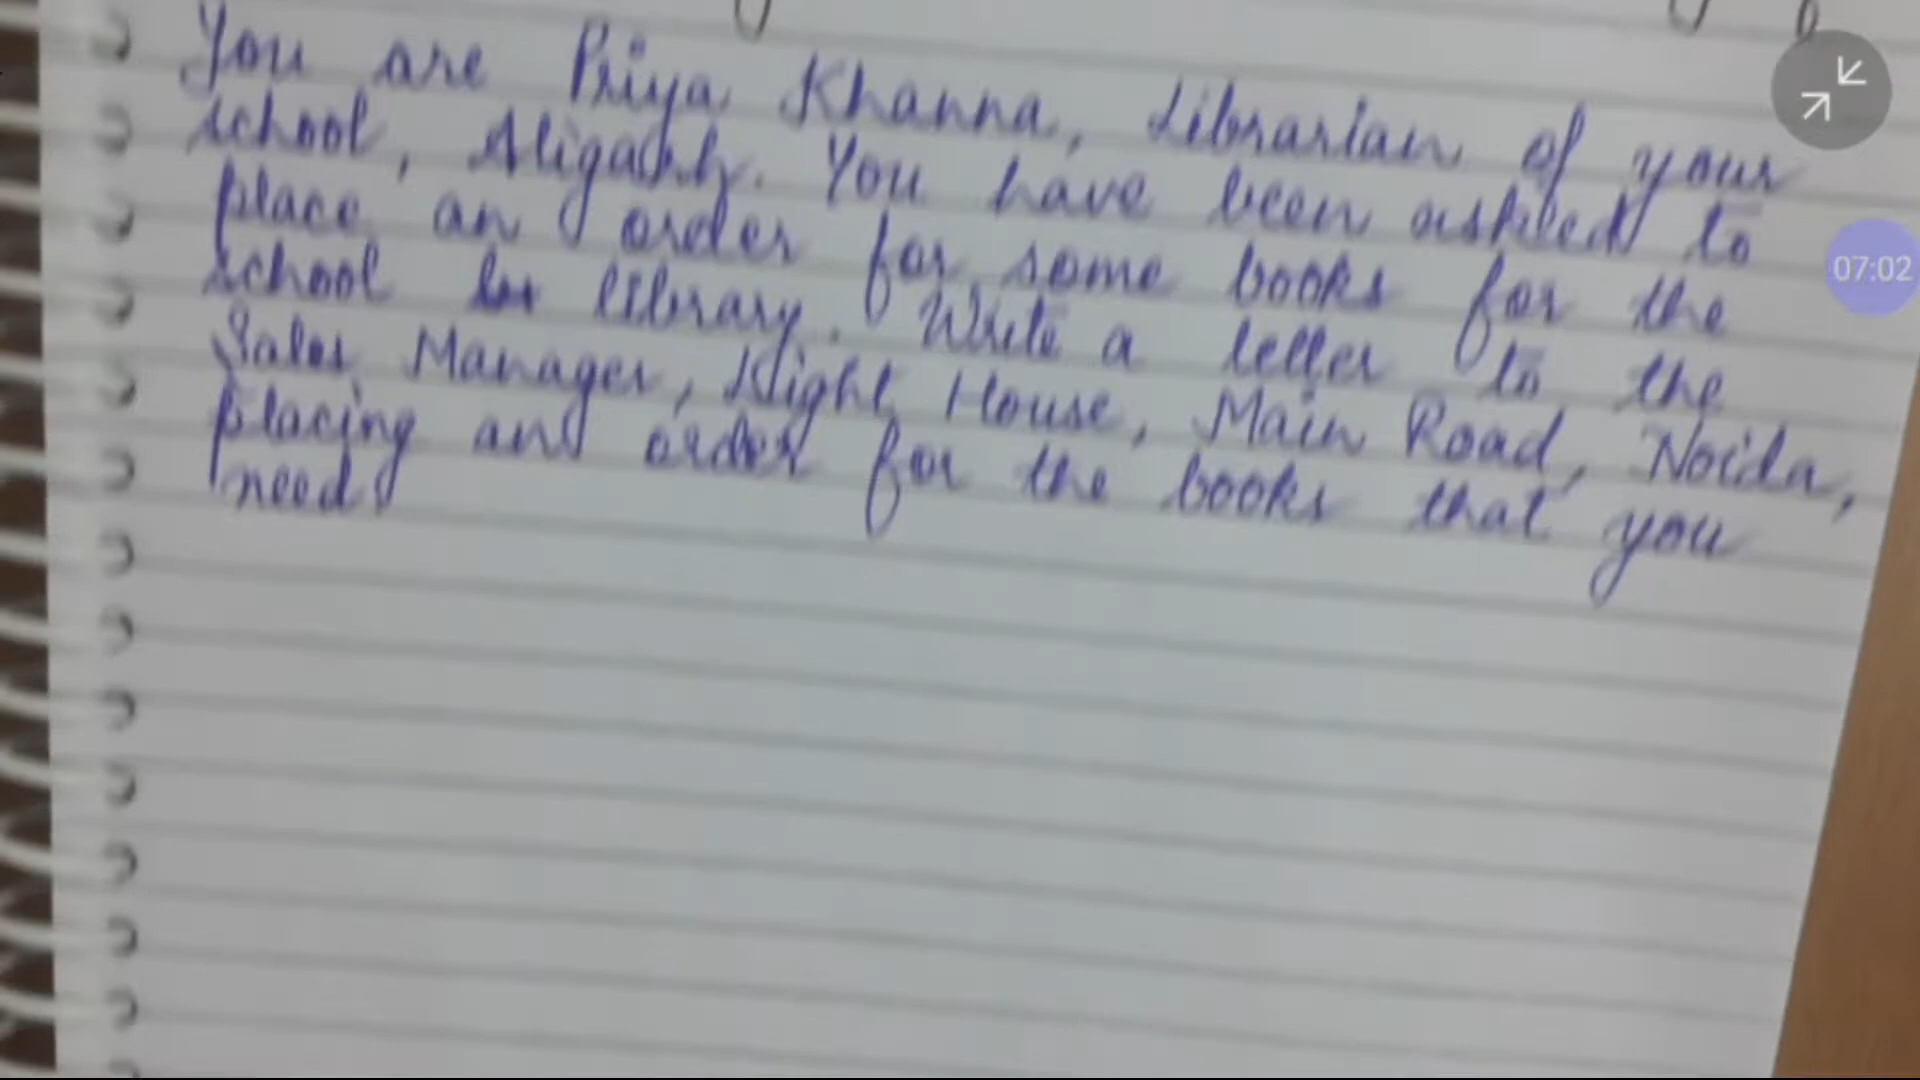 You are Priya Khanna, Librarian of your
school, Aligarh. You have been asked to
place an order for some books for the
school library. Write a letter to the
Sales Manager, Hight House, Main Road, Noida,
placing an order for the books that you
need.
07:02